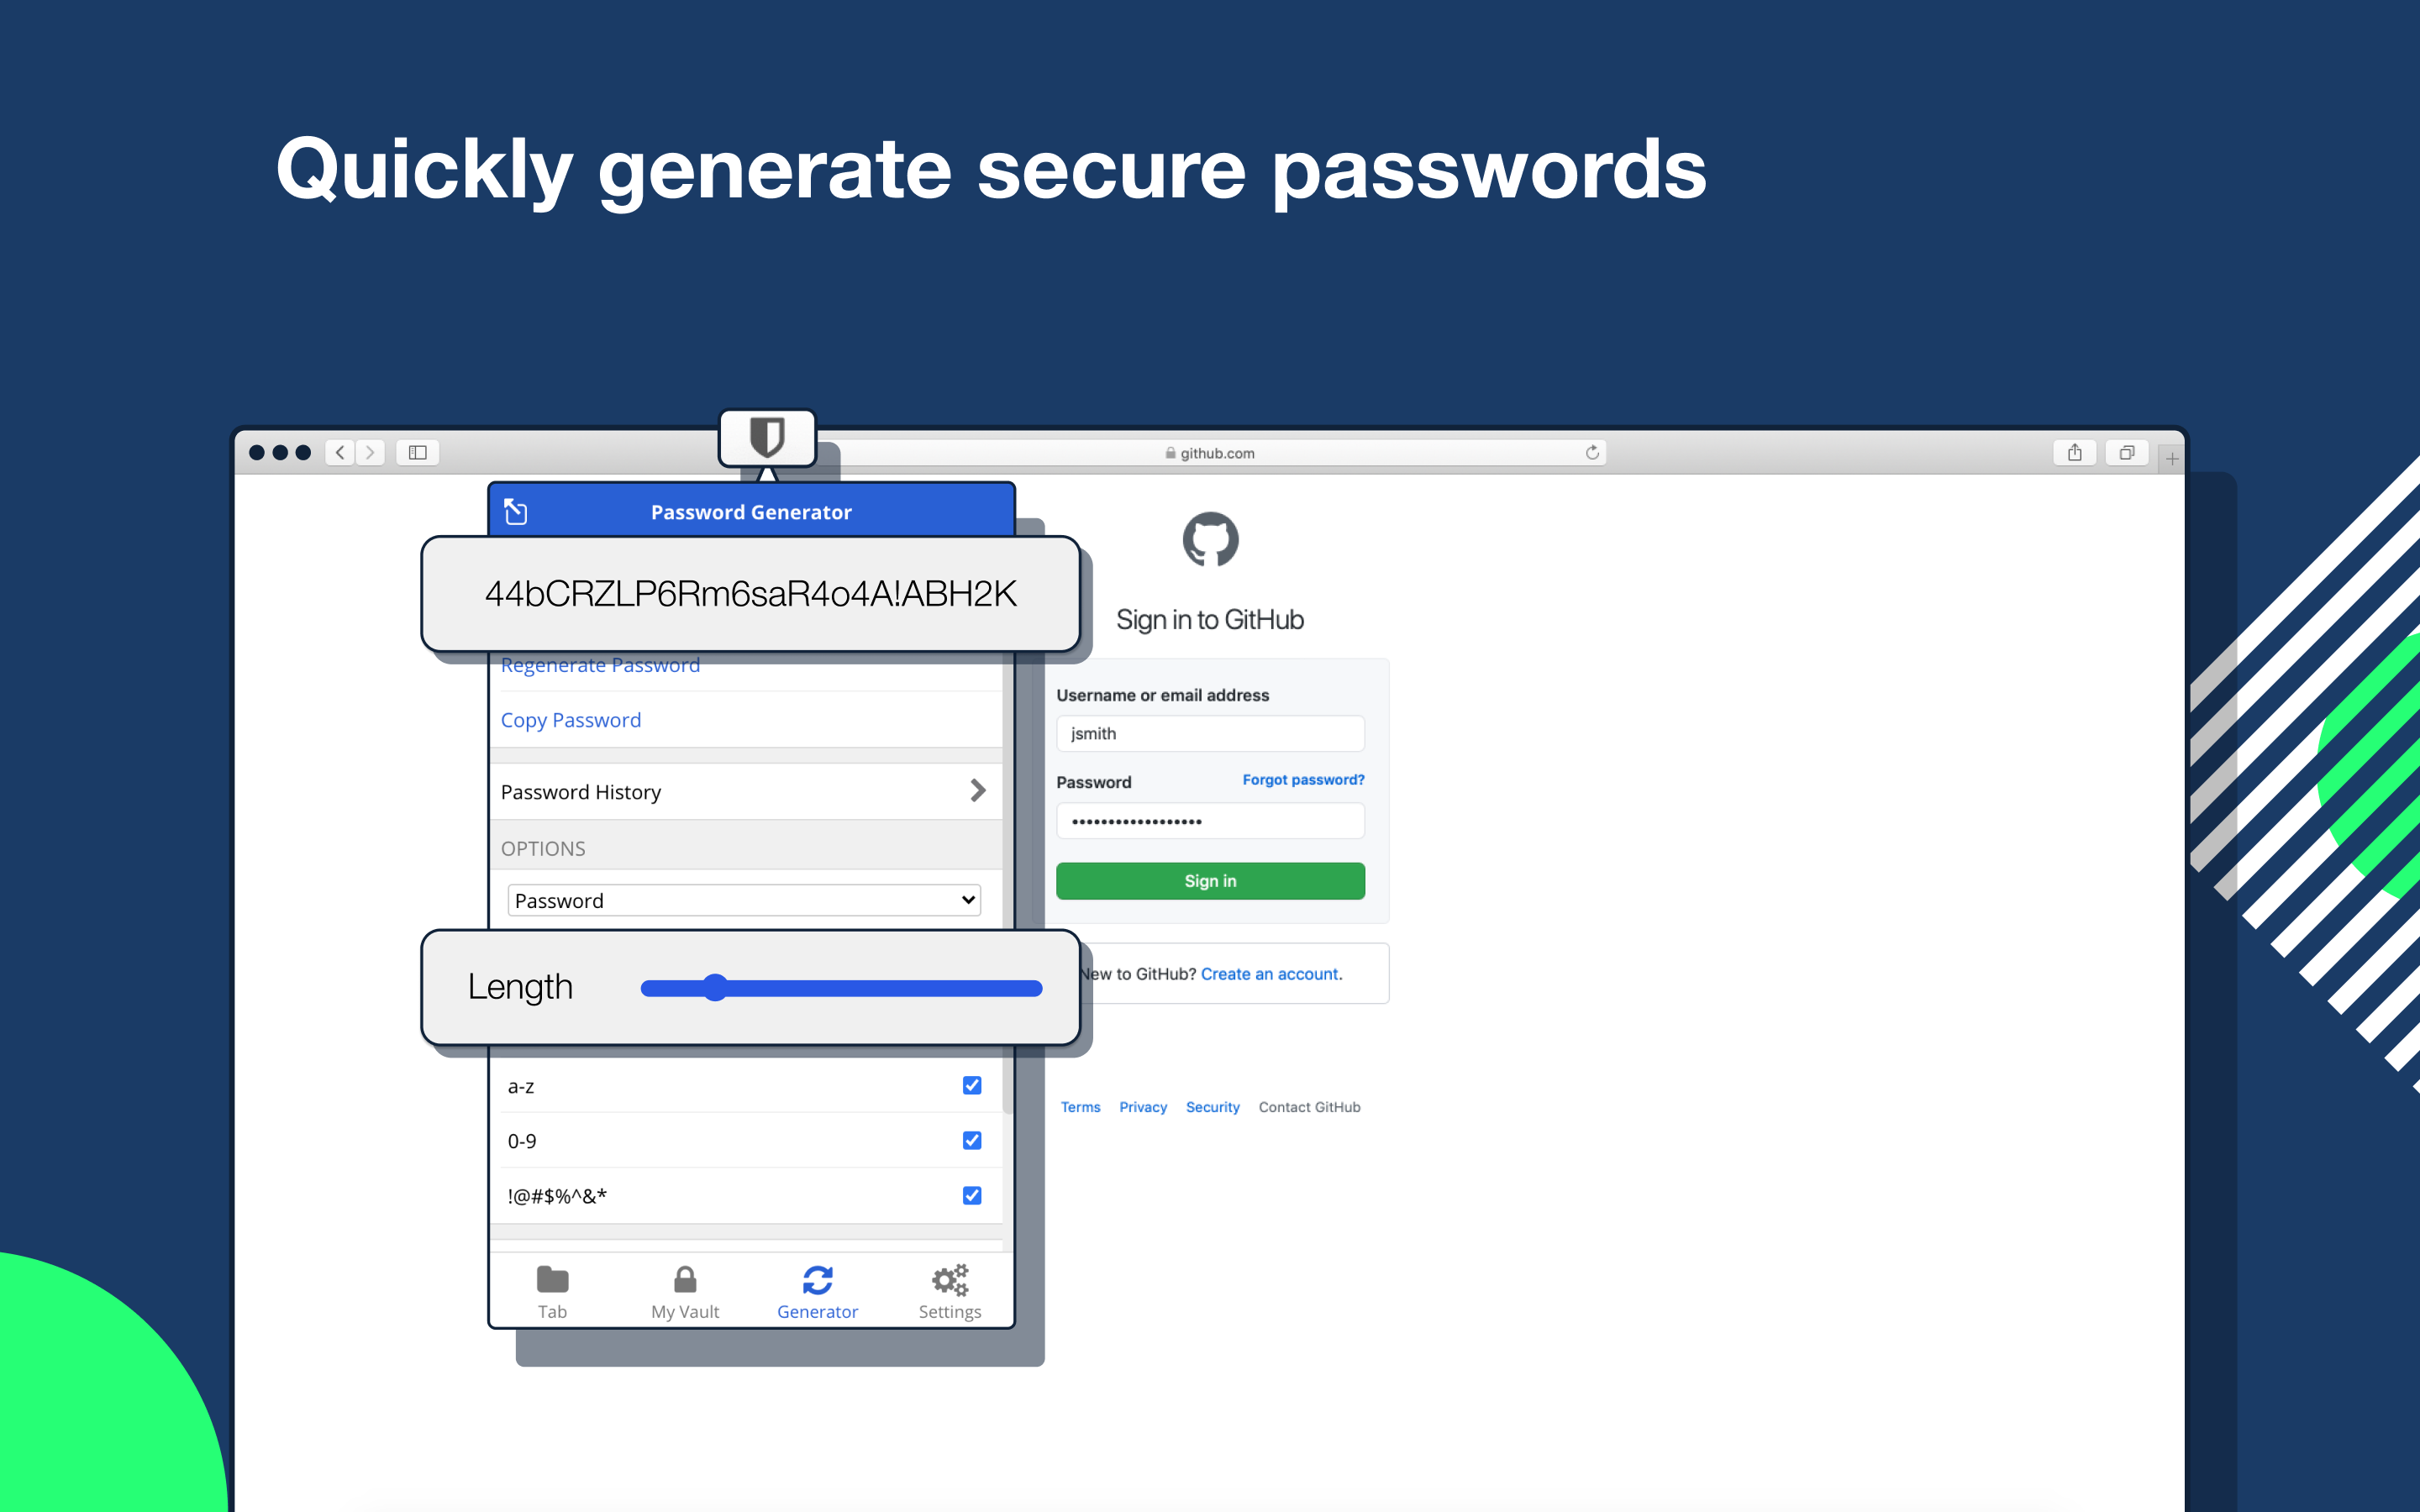 Quickly generate secure passwords
github.com
Password Generator
44bCRZLP6Rm6saR4o4A!ABH2K
Regenerate Password
Copy Password
Password History
OPTIONS
Password
Length
a-z
0-9
!@#$%^&*
Tab
My Vault
Generator
Settings
Sign in to GitHub
Username or email address
jsmith
Password
Forgot password?
••••••••••••••••••
Sign in
New to GitHub? Create an account.
Terms
Privacy
Security
Contact GitHub